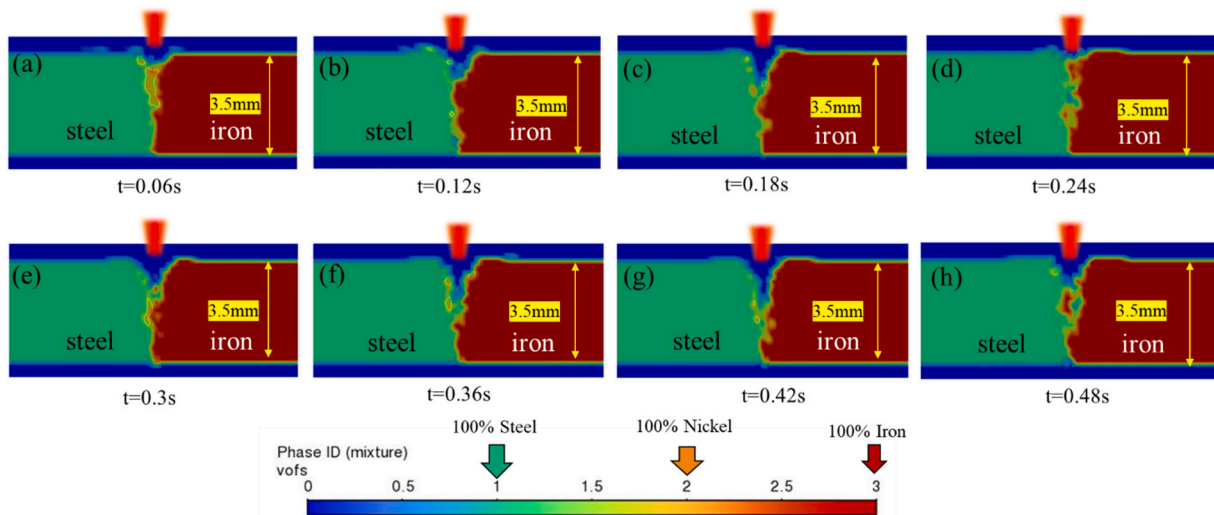 (a) (b) (c) (d)
3.5mm 3.5mm 3.5mm 3.5mm
steel iron steel iron steel iron steel iron
t=0.06s t=0.12s t=0.18s t=0.24s
(e) (f) (g) (h)
3.5mm 3.5mm 3.5mm 3.5mm
steel iron steel iron steel iron steel iron
t=0.3s t=0.36s t=0.42s t=0.48s
100% Steel 100% Nickel 100% Iron
Phase ID (mixture)
vofs
0 0.5 1 1.5 2 2.5 3